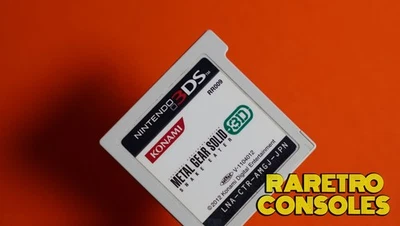 NINTENDO 3DS
RR009
KONAMI
METAL GEAR SOLID
SNAKE EATER 3D
V-1104012
©2012 Konami Digital Entertainment
LNA-CTR-AMGJ-JPN
RARETRO
CONSOLES